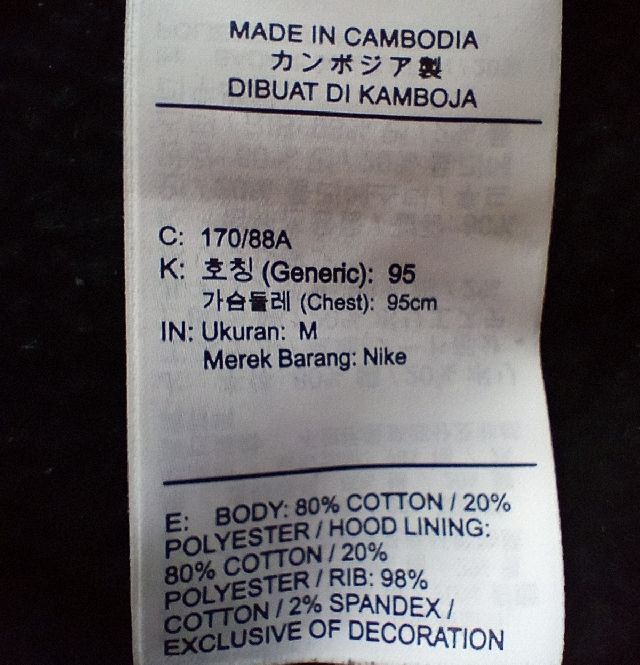 MADE IN CAMBODIA
カンボジア製
DIBUAT DI KAMBOJA
C: 170/88A
K: 호칭 (Generic): 95
가슴둘레 (Chest): 95cm
IN: Ukuran: M
Merek Barang: Nike
E: BODY: 80% COTTON / 20%
POLYESTER / HOOD LINING:
80% COTTON / 20%
POLYESTER / RIB: 98%
COTTON / 2% SPANDEX /
EXCLUSIVE OF DECORATION